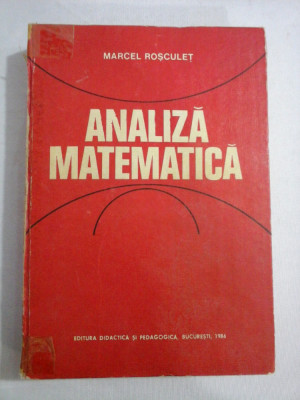 MARCEL ROȘCULEȚ
ANALIZĂ
MATEMATICĂ
EDITURA DIDACTICĂ ȘI PEDAGOGICĂ, BUCUREȘTI, 1984